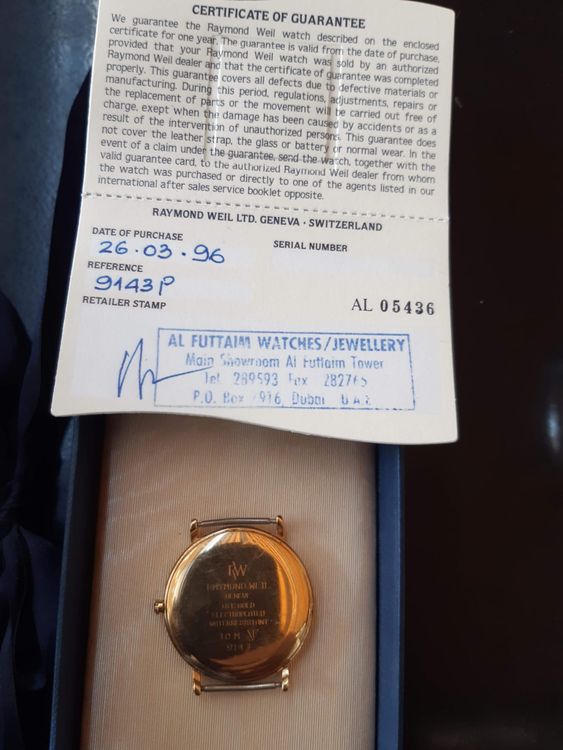 CERTIFICATE OF GUARANTEE
We guarantee the Raymond Weil watch described on the enclosed
certificate for one year. The guarantee is valid from the date of purchase,
provided that your Raymond Weil watch was sold by an authorized
Raymond Weil dealer and that the certificate of guarantee was completed
properly. This guarantee covers all defects due to defective materials or
manufacturing. During this period, regulations, adjustments, repairs or
the replacement of parts or the movement will be carried out free of
charge, exept when the damage has been caused by accidents or as a
result of the intervention of unauthorized persons. This guarantee does
not cover the leather strap, the glass or battery or normal wear. In the
event of a claim under the guarantee, send the watch, together with the
valid guarantee card, to the authorized Raymond Weil dealer from whom
the watch was purchased or directly to one of the agents listed in our
international after sales service booklet opposite.
RAYMOND WEIL LTD. GENEVA · SWITZERLAND
DATE OF PURCHASE
26.03.96
SERIAL NUMBER
REFERENCE
9143 P
RETAILER STAMP
AL 05436
AL FUTTAIM WATCHES/JEWELLERY
Main Showroom Al Futtaim Tower
Tel 289593 Fax 282765
P.O. Box Dubai U.A.E
RW
RAYMOND WEIL
GENEVE
18K GOLD
ELECTROPLATED
WATERRESISTANT
30 M
9143